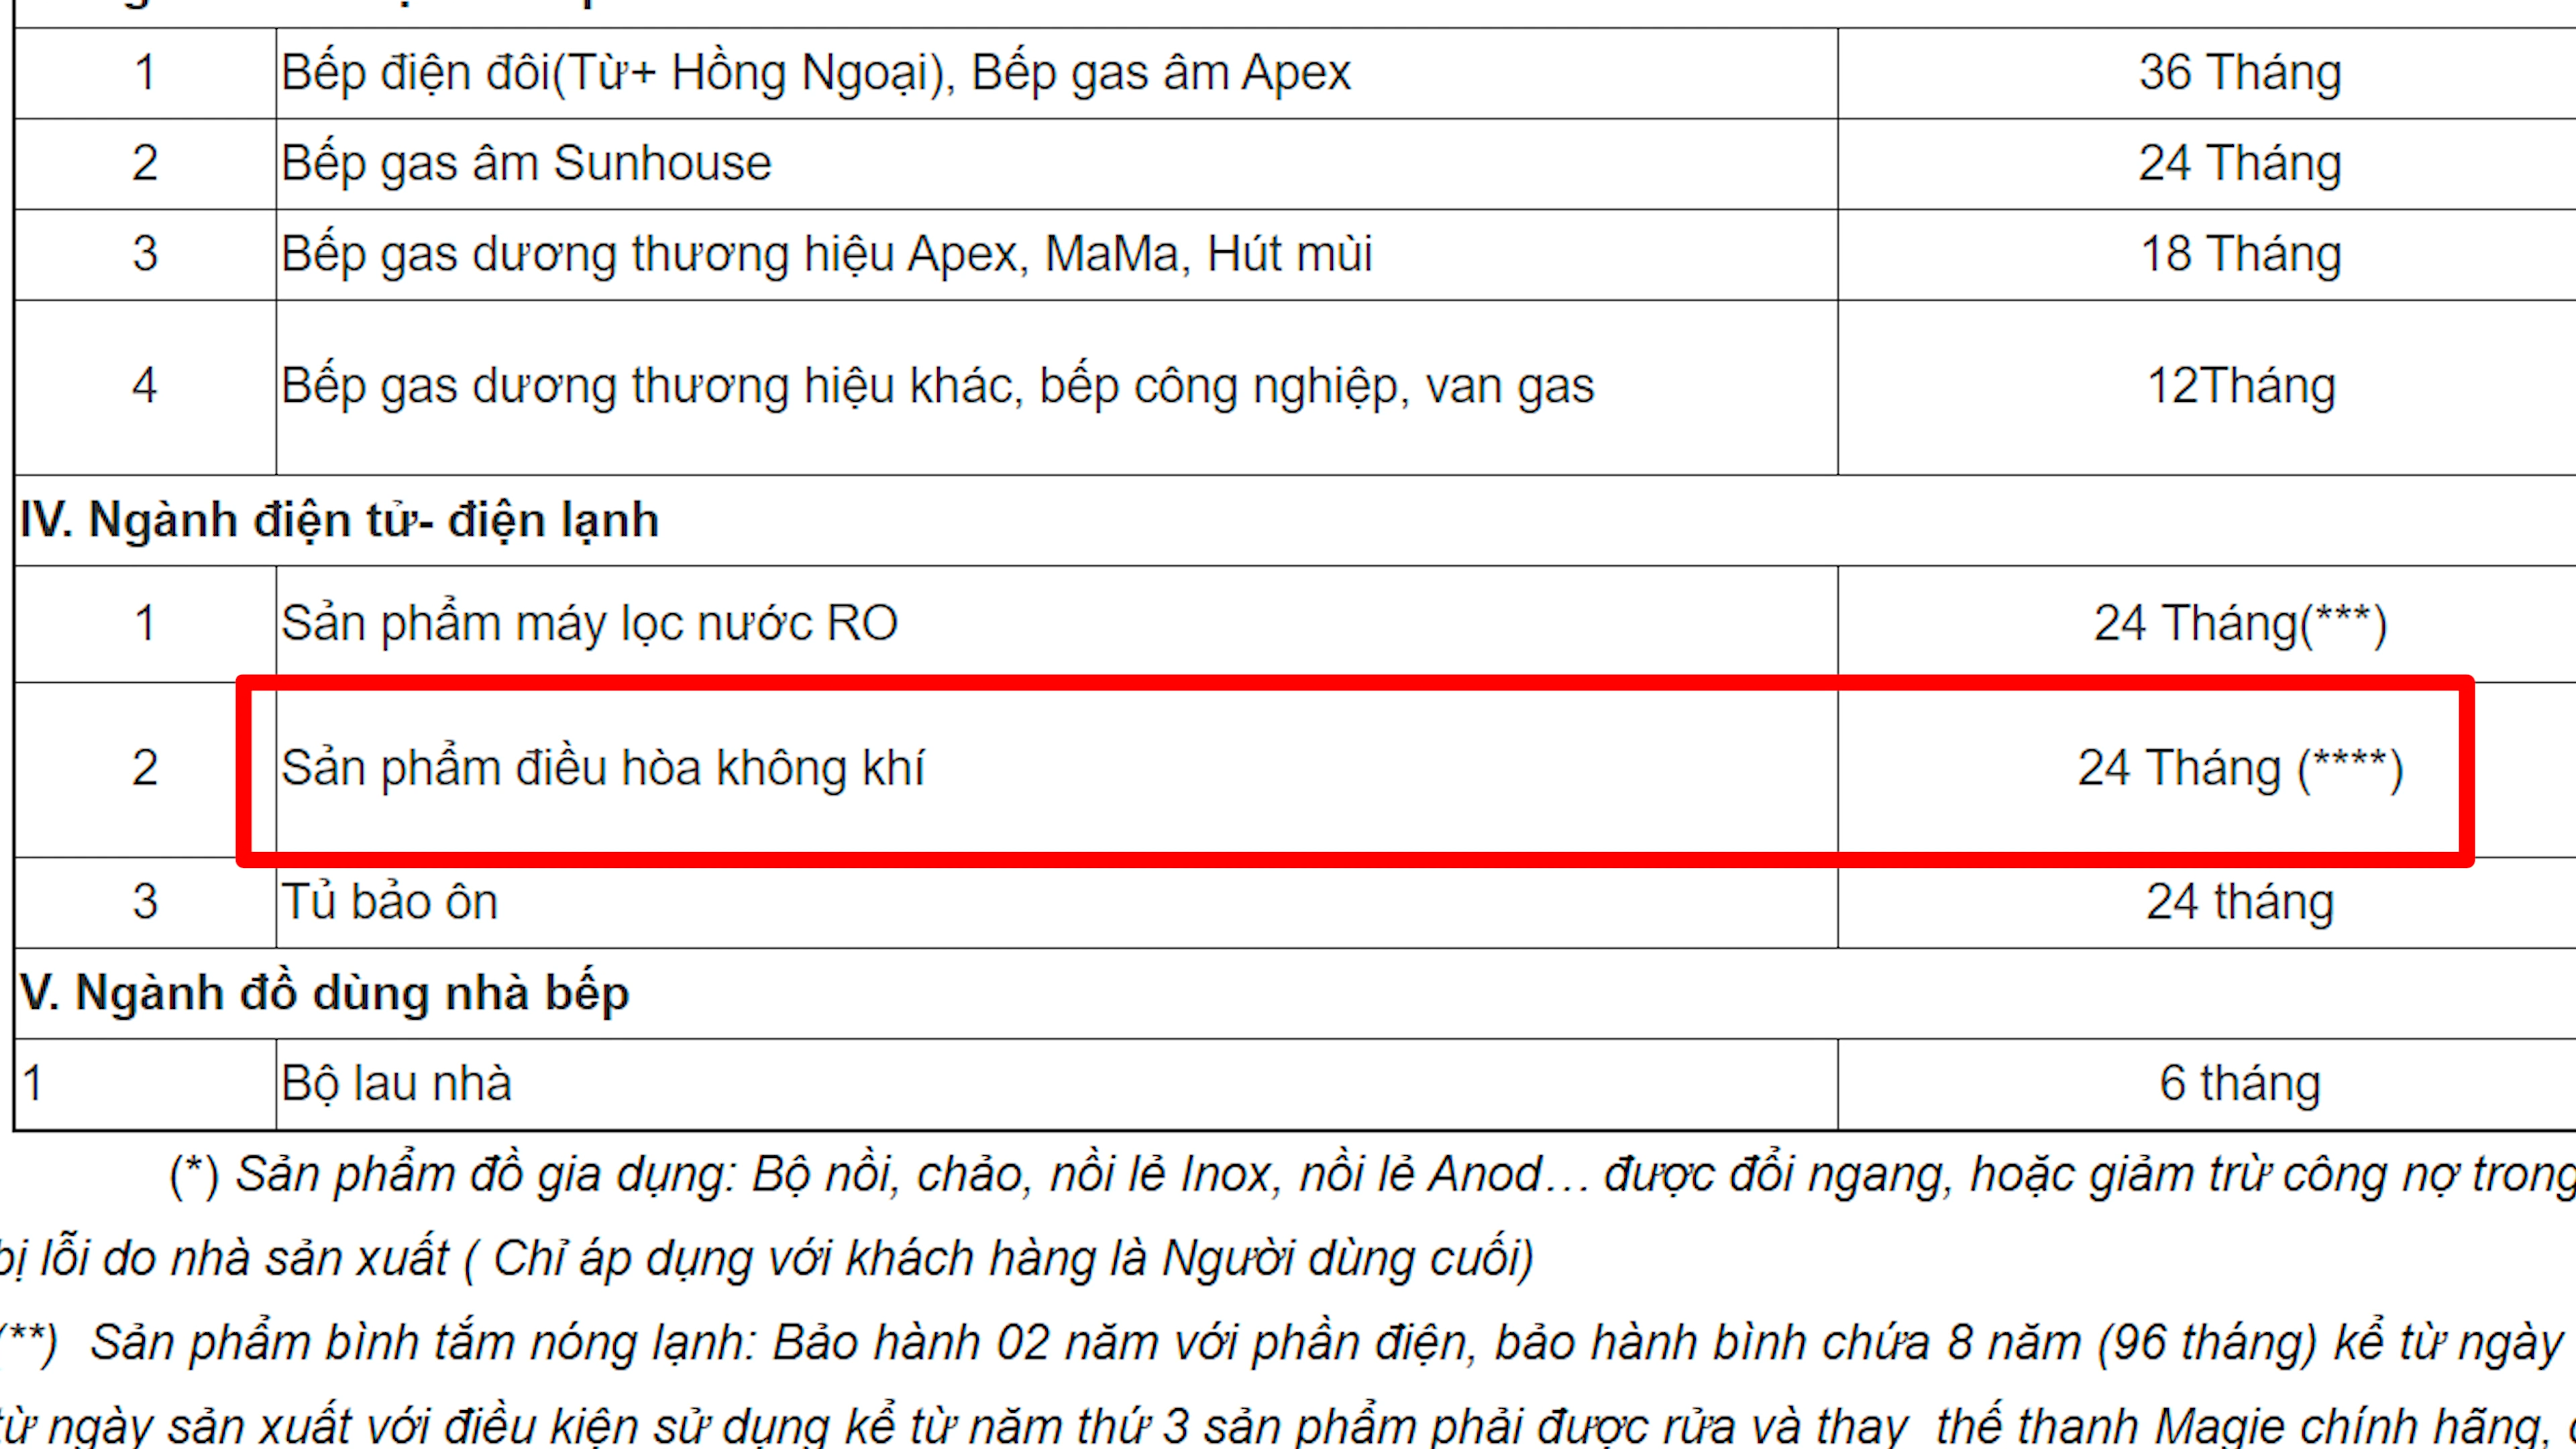 1 Bếp điện đôi(Từ+ Hồng Ngoại), Bếp gas âm Apex 36 Tháng
2 Bếp gas âm Sunhouse 24 Tháng
3 Bếp gas dương thương hiệu Apex, MaMa, Hút mùi 18 Tháng
4 Bếp gas dương thương hiệu khác, bếp công nghiệp, van gas 12Tháng
IV. Ngành điện tử- điện lạnh
1 Sản phẩm máy lọc nước RO 24 Tháng(***)
2 Sản phẩm điều hòa không khí 24 Tháng (****)
3 Tủ bảo ôn 24 tháng
V. Ngành đồ dùng nhà bếp
1 Bộ lau nhà 6 tháng
(*) Sản phẩm đồ gia dụng: Bộ nồi, chảo, nồi lẻ Inox, nồi lẻ Anod… được đổi ngang, hoặc giảm trừ công nợ trong
bị lỗi do nhà sản xuất ( Chỉ áp dụng với khách hàng là Người dùng cuối)
(**) Sản phẩm bình tắm nóng lạnh: Bảo hành 02 năm với phần điện, bảo hành bình chứa 8 năm (96 tháng) kể từ ngày
từ ngày sản xuất với điều kiện sử dụng kể từ năm thứ 3 sản phẩm phải được rửa và thay thế thanh Magie chính hãng,